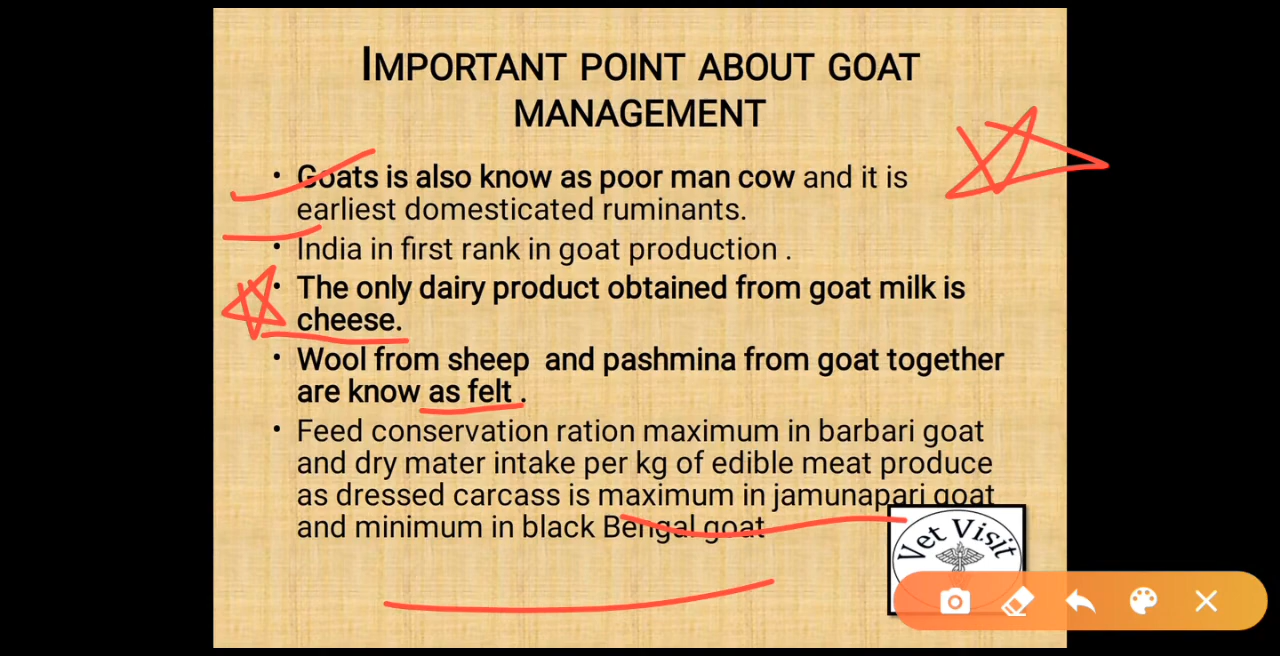 IMPORTANT POINT ABOUT GOAT
MANAGEMENT
• Goats is also know as poor man cow and it is
earliest domesticated ruminants.
• India in first rank in goat production .
• The only dairy product obtained from goat milk is
cheese.
• Wool from sheep and pashmina from goat together
are know as felt .
• Feed conservation ration maximum in barbari goat
and dry mater intake per kg of edible meat produce
as dressed carcass is maximum in jamunapari goat
and minimum in black Bengal goat
Vet Visit